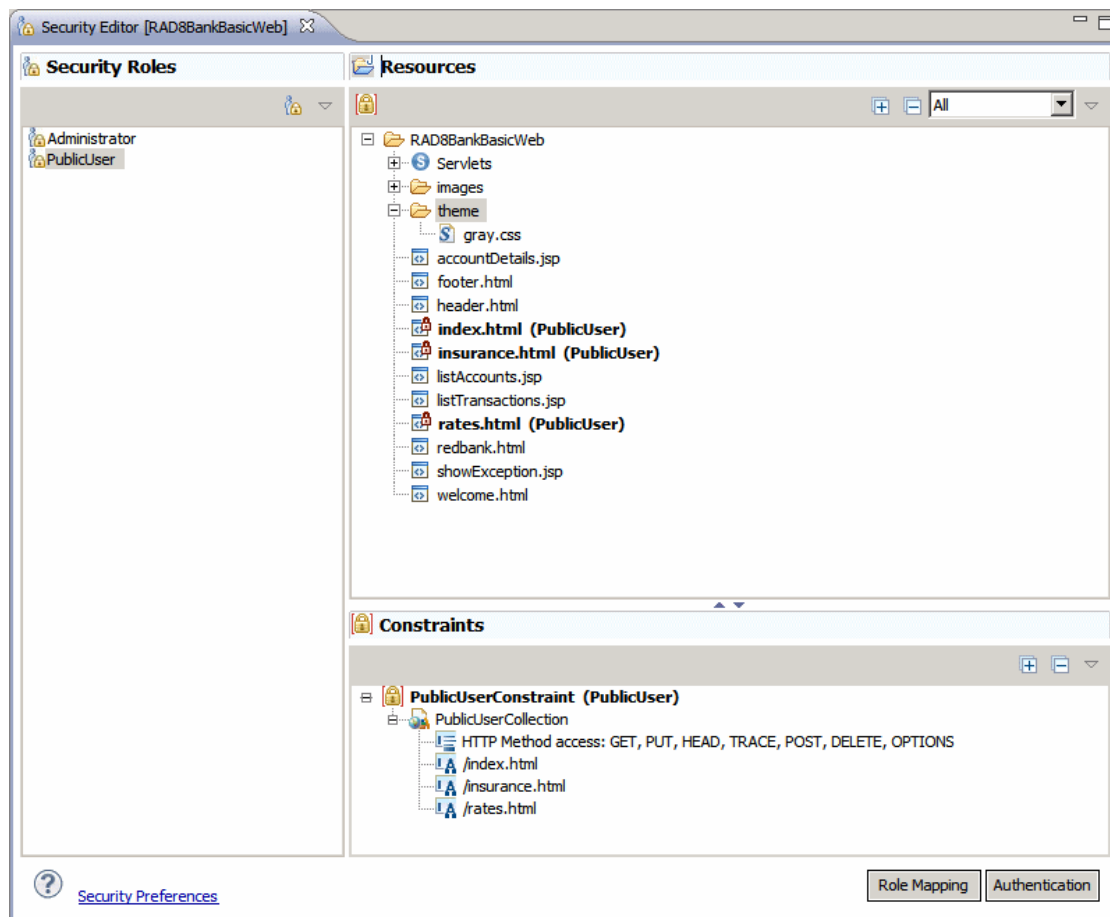 Security Editor [RAD8BankBasicWeb]
Security Roles
Administrator
PublicUser
Resources
All
RAD8BankBasicWeb
Servlets
images
theme
gray.css
accountDetails.jsp
footer.html
header.html
index.html (PublicUser)
insurance.html (PublicUser)
listAccounts.jsp
listTransactions.jsp
rates.html (PublicUser)
redbank.html
showException.jsp
welcome.html
Constraints
PublicUserConstraint (PublicUser)
PublicUserCollection
HTTP Method access: GET, PUT, HEAD, TRACE, POST, DELETE, OPTIONS
/index.html
/insurance.html
/rates.html
Security Preferences
Role Mapping
Authentication